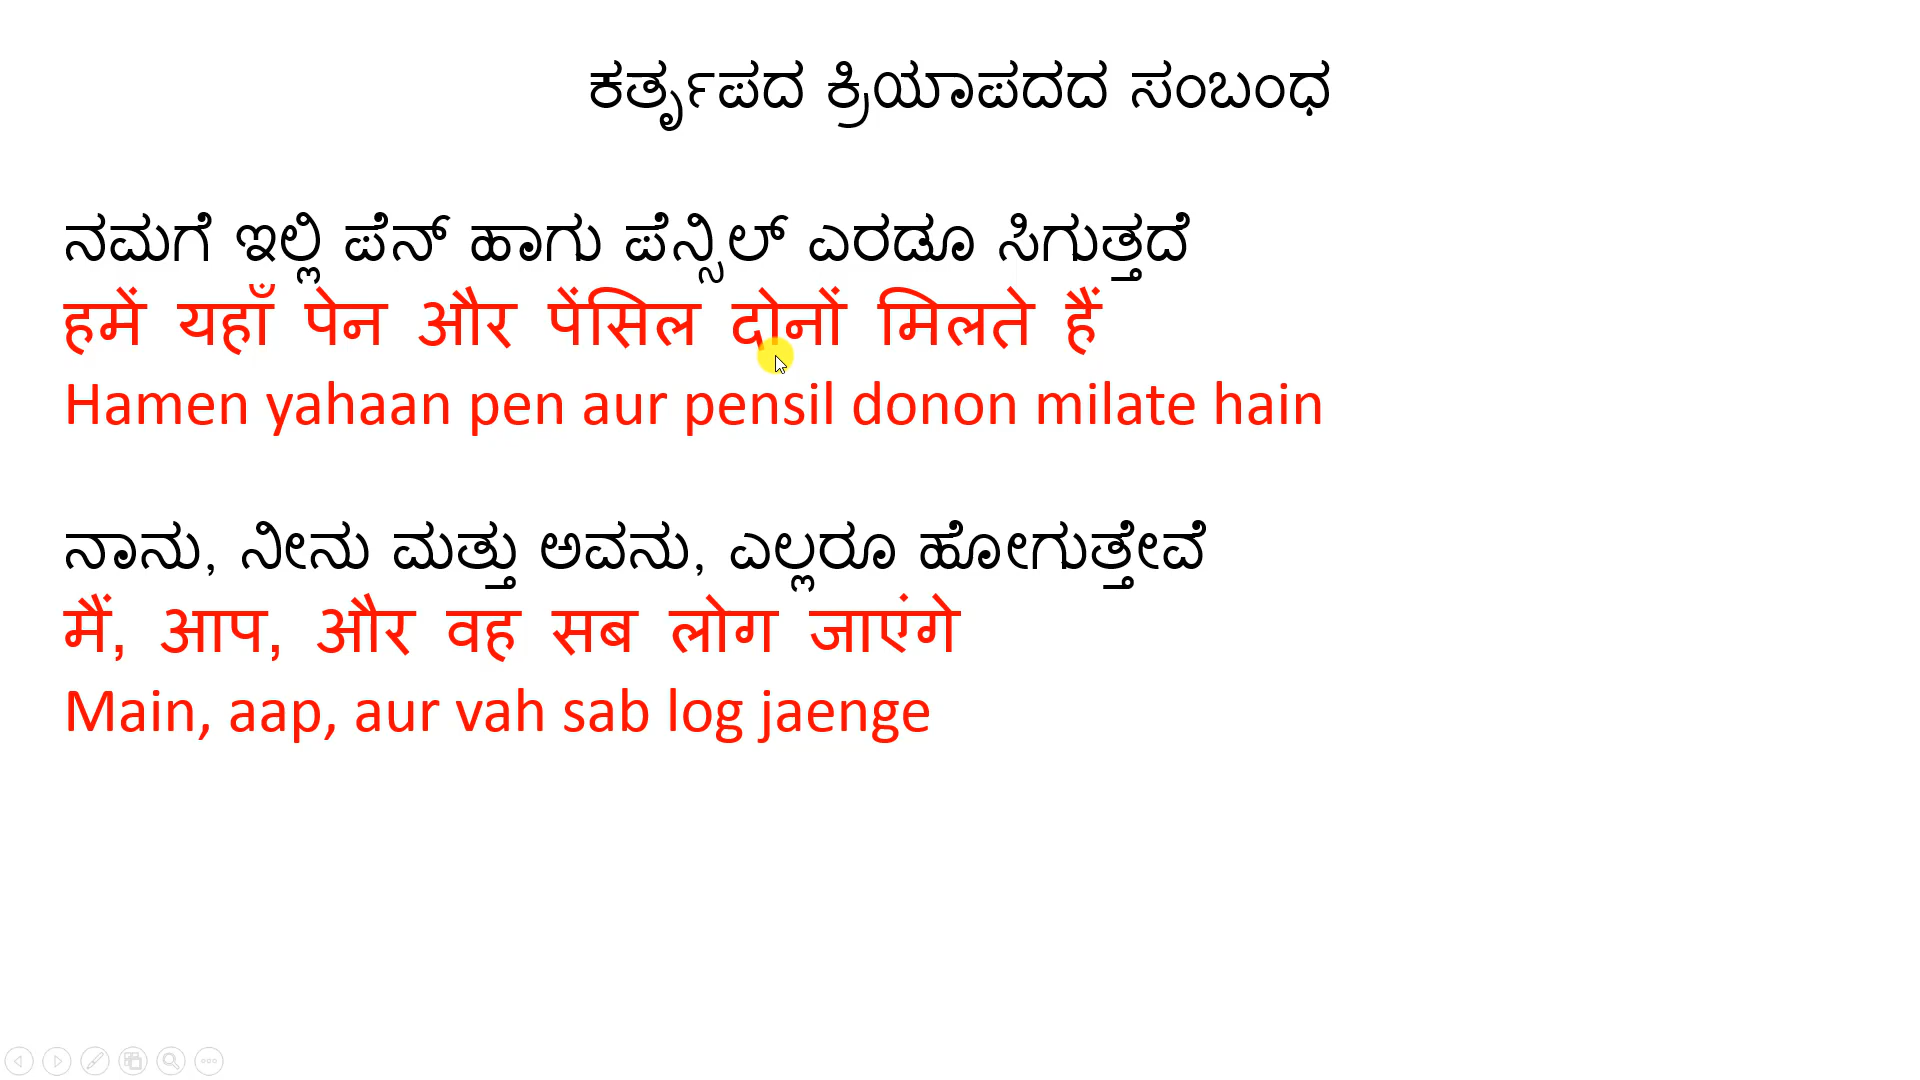 ಕರ್ತೃಪದ ಕ್ರಿಯಾಪದದ ಸಂಬಂಧ
ನಮಗೆ ಇಲ್ಲಿ ಪೆನ್ ಹಾಗು ಪೆನ್ಸಿಲ್ ಎರಡೂ ಸಿಗುತ್ತದೆ
हमें यहाँ पेन और पेंसिल दोनों मिलते हैं
Hamen yahaan pen aur pensil donon milate hain
ನಾನು, ನೀನು ಮತ್ತು ಅವನು, ಎಲ್ಲರೂ ಹೋಗುತ್ತೇವೆ
मैं, आप, और वह सब लोग जाएंगे
Main, aap, aur vah sab log jaenge